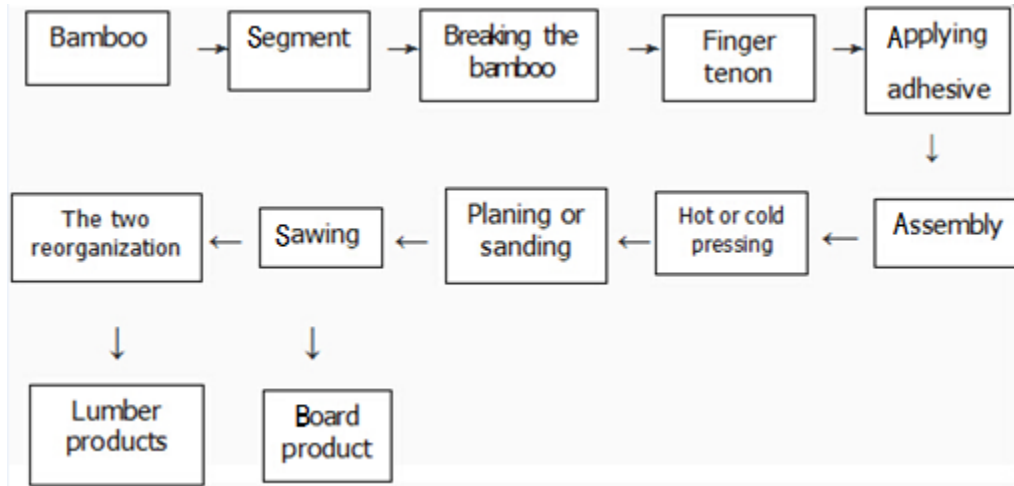 Bamboo
Segment
Breaking the
bamboo
Finger
tenon
Applying
adhesive
Assembly
Hot or cold
pressing
Planing or
sanding
Sawing
The two
reorganization
Lumber
products
Board
product